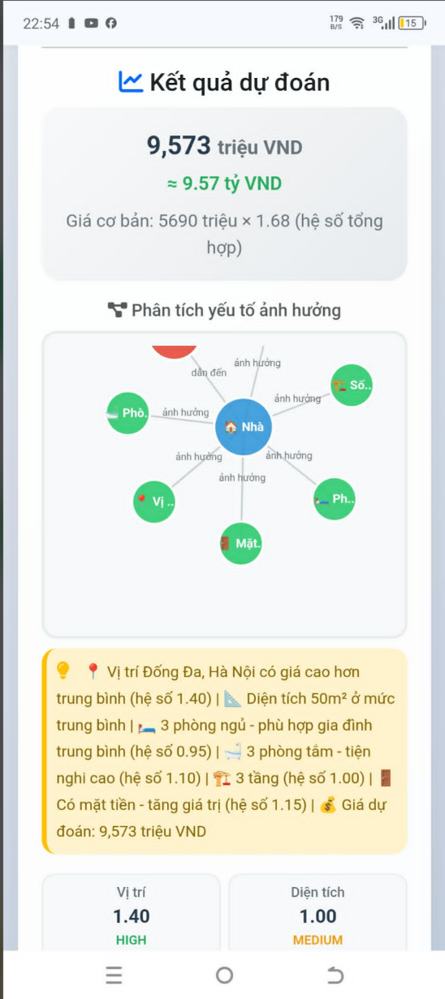 22:54
179 B/S 3G 15
Kết quả dự đoán
9,573 triệu VND
≈ 9.57 tỷ VND
Giá cơ bản: 5690 triệu × 1.68 (hệ số tổng
hợp)
Phân tích yếu tố ảnh hưởng
dẫn đến
ảnh hưởng
Số..
ảnh hưởng
Phò.
ảnh hưởng
Nhà
ảnh hưởng
ảnh hưởng
ảnh hưởng
Vị ..
Ph..
Mặt.
Vị trí Đống Đa, Hà Nội có giá cao hơn
trung bình (hệ số 1.40) | Diện tích 50m² ở mức
trung bình | 3 phòng ngủ - phù hợp gia đình
trung bình (hệ số 0.95) | 3 phòng tắm - tiện
nghi cao (hệ số 1.10) | 3 tầng (hệ số 1.00) |
Có mặt tiền - tăng giá trị (hệ số 1.15) | Giá dự
đoán: 9,573 triệu VND
Vị trí
1.40
HIGH
Diện tích
1.00
MEDIUM